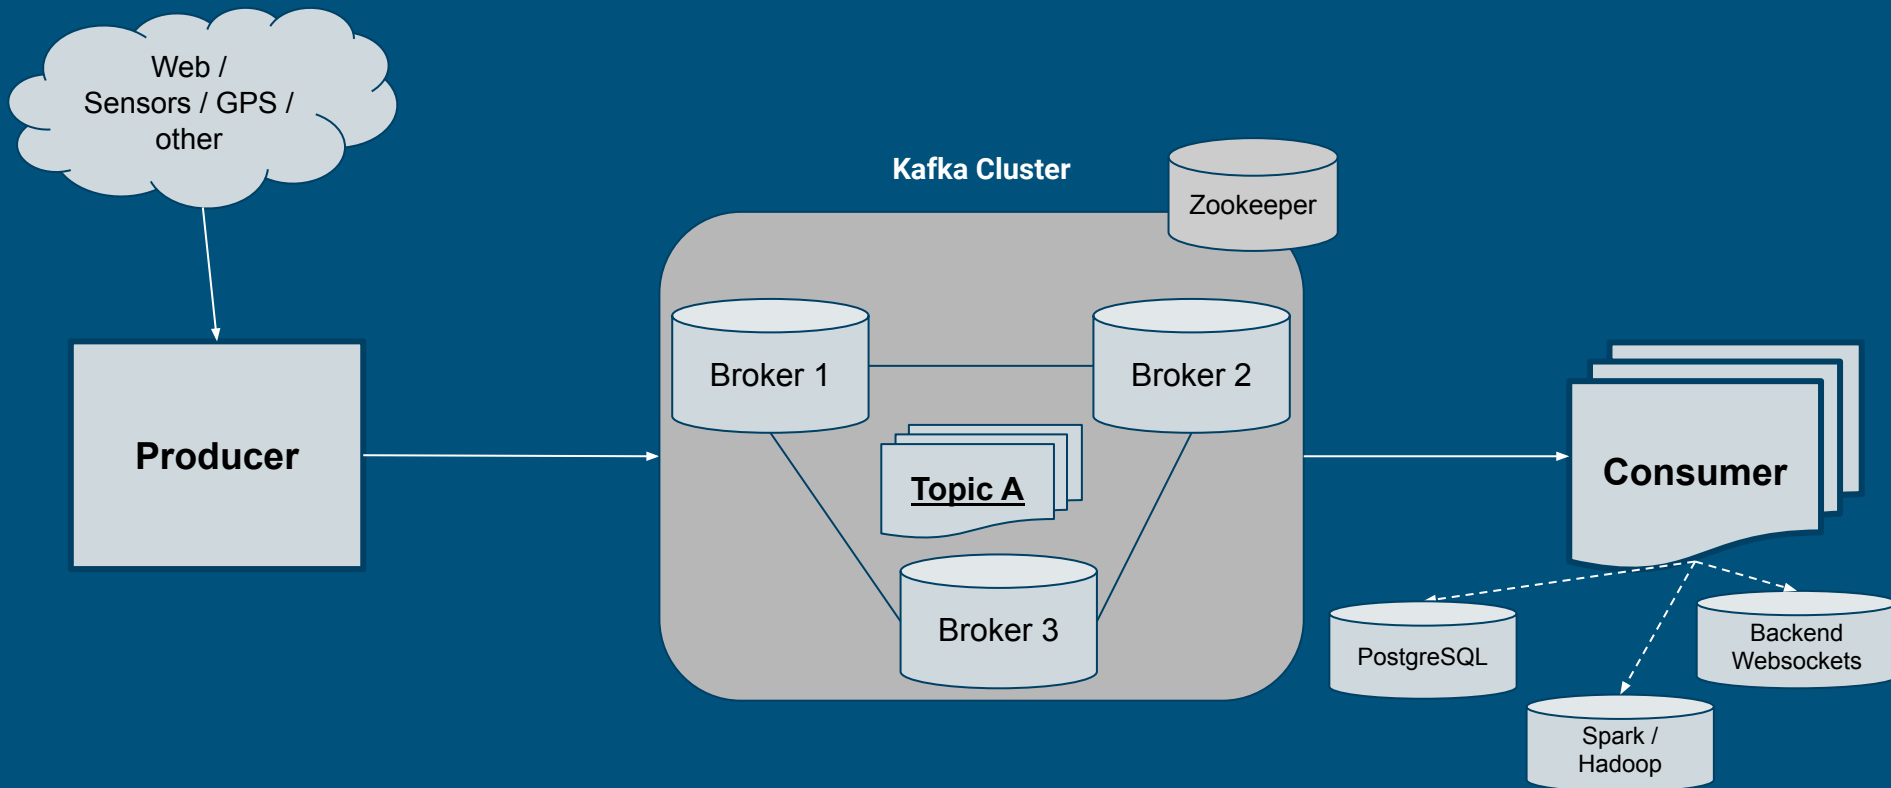 Web /
Sensors / GPS /
other
Kafka Cluster
Zookeeper
Broker 1
Broker 2
Producer
Topic A
Consumer
Broker 3
PostgreSQL
Backend
Websockets
Spark /
Hadoop